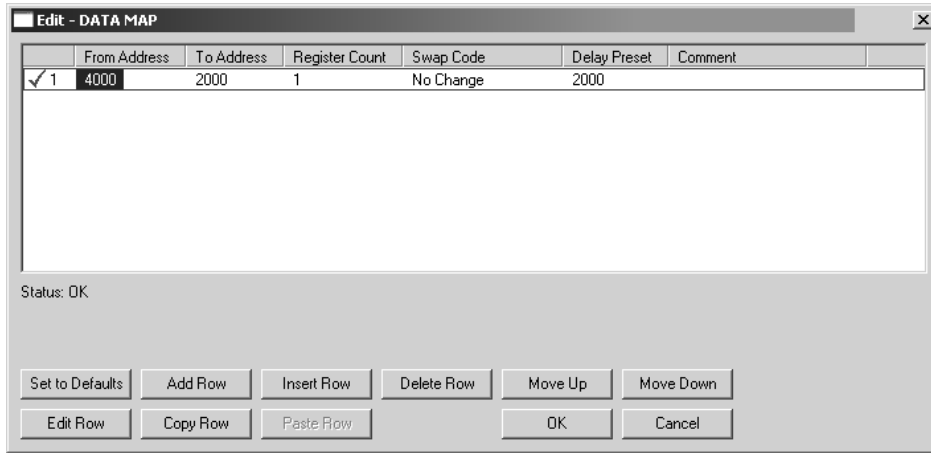 Edit - DATA MAP
From Address To Address Register Count Swap Code Delay Preset Comment
1 4000 2000 1 No Change 2000
Status: OK
Set to Defaults Add Row Insert Row Delete Row Move Up Move Down
Edit Row Copy Row Paste Row OK Cancel